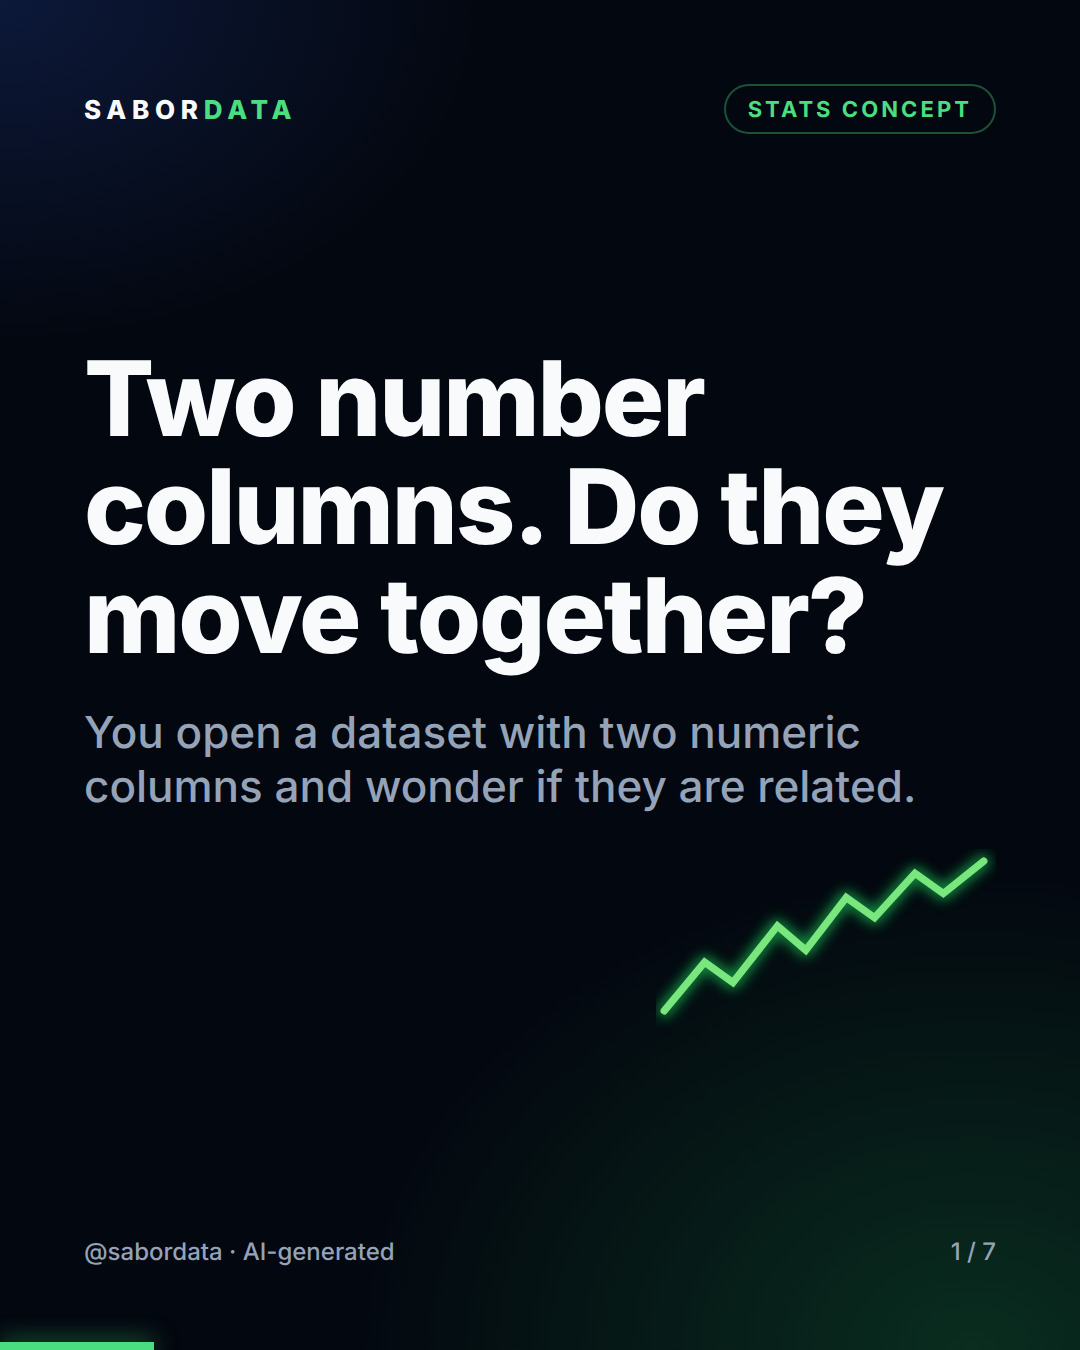 SABORDATA
STATS CONCEPT
Two number
columns. Do they
move together?
You open a dataset with two numeric
columns and wonder if they are related.
@sabordata · AI-generated
1 / 7